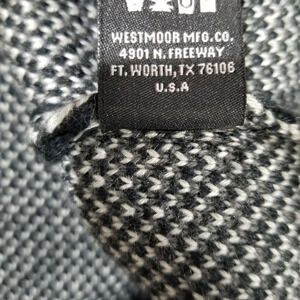 WESTMOOR MFG.CO.
4901 N. FREEWAY
FT. WORTH, TX 76106
U.S.A